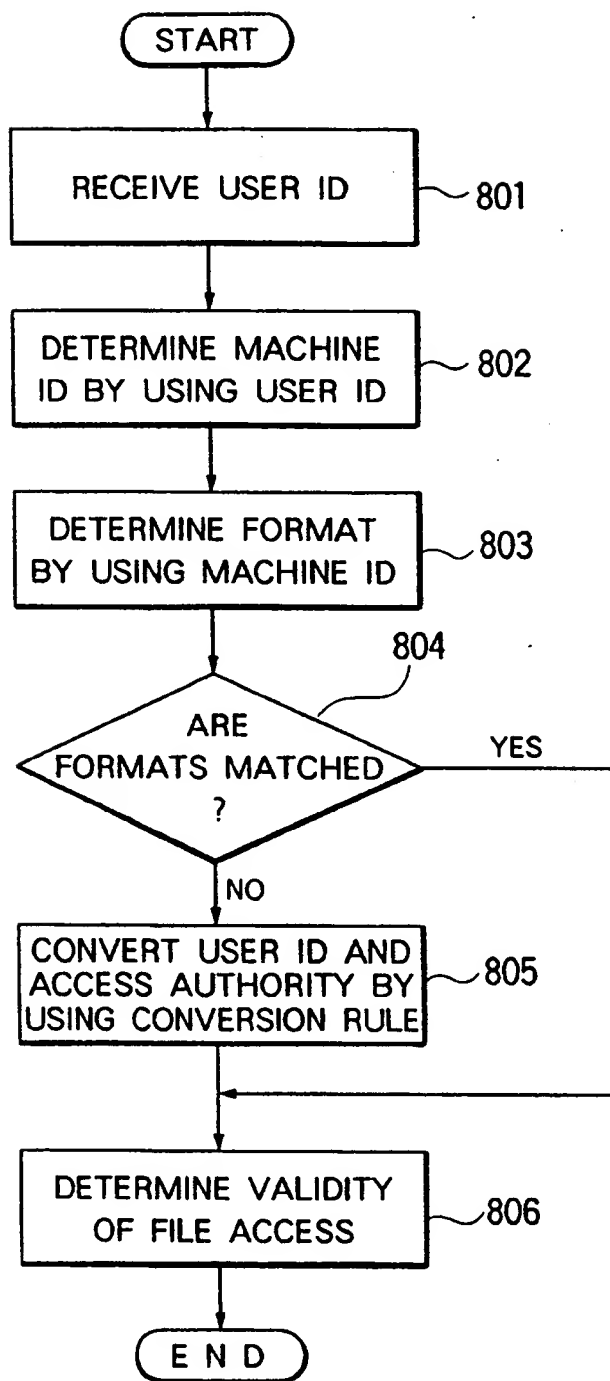 START
RECEIVE USER ID
801
DETERMINE MACHINE
ID BY USING USER ID
802
DETERMINE FORMAT
BY USING MACHINE ID
803
804
ARE
FORMATS MATCHED
?
YES
NO
CONVERT USER ID AND
ACCESS AUTHORITY BY
USING CONVERSION RULE
805
DETERMINE VALIDITY
OF FILE ACCESS
806
END